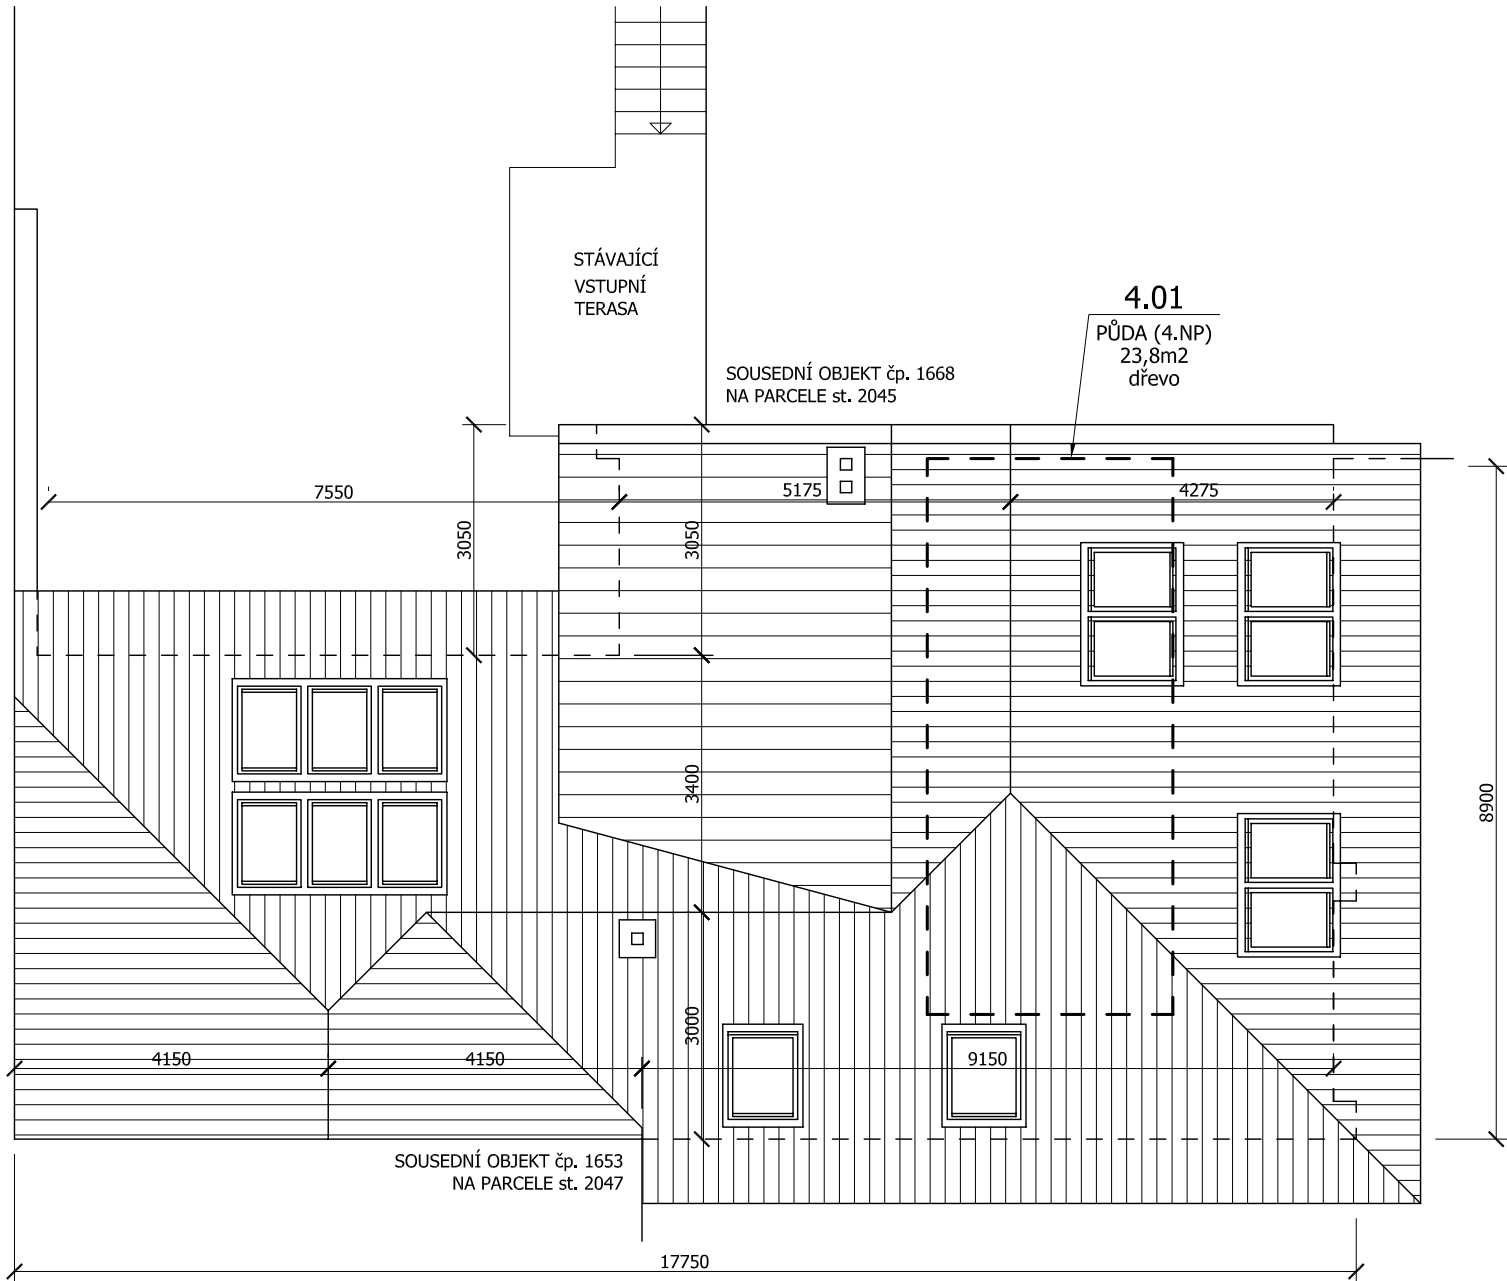 STÁVAJÍCÍ
VSTUPNÍ
TERASA
4.01
PŮDA (4.NP)
23,8m2
dřevo
SOUSEDNÍ OBJEKT čp. 1668
NA PARCELE st. 2045
7550
5175
4275
3050
3050
3400
8900
3000
4150
4150
9150
SOUSEDNÍ OBJEKT čp. 1653
NA PARCELE st. 2047
17750